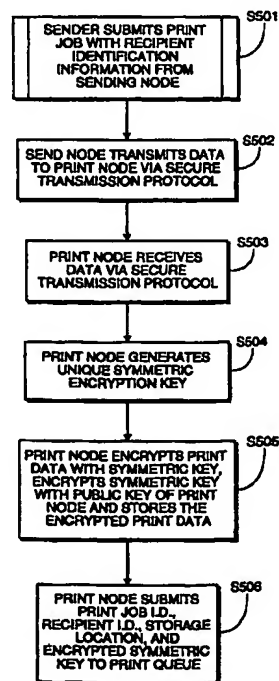 S501
SENDER SUBMITS PRINT
JOB WITH RECIPIENT
IDENTIFICATION
INFORMATION FROM
SENDING NODE
S502
SEND NODE TRANSMITS DATA
TO PRINT NODE VIA SECURE
TRANSMISSION PROTOCOL
S503
PRINT NODE RECEIVES
DATA VIA SECURE
TRANSMISSION PROTOCOL
S504
PRINT NODE GENERATES
UNIQUE SYMMETRIC
ENCRYPTION KEY
S505
PRINT NODE ENCRYPTS PRINT
DATA WITH SYMMETRIC KEY,
ENCRYPTS SYMMETRIC KEY
WITH PUBLIC KEY OF PRINT
NODE AND STORES THE
ENCRYPTED PRINT DATA
S506
PRINT NODE SUBMITS
PRINT JOB I.D.,
RECIPIENT I.D., STORAGE
LOCATION, AND
ENCRYPTED SYMMETRIC
KEY TO PRINT QUEUE